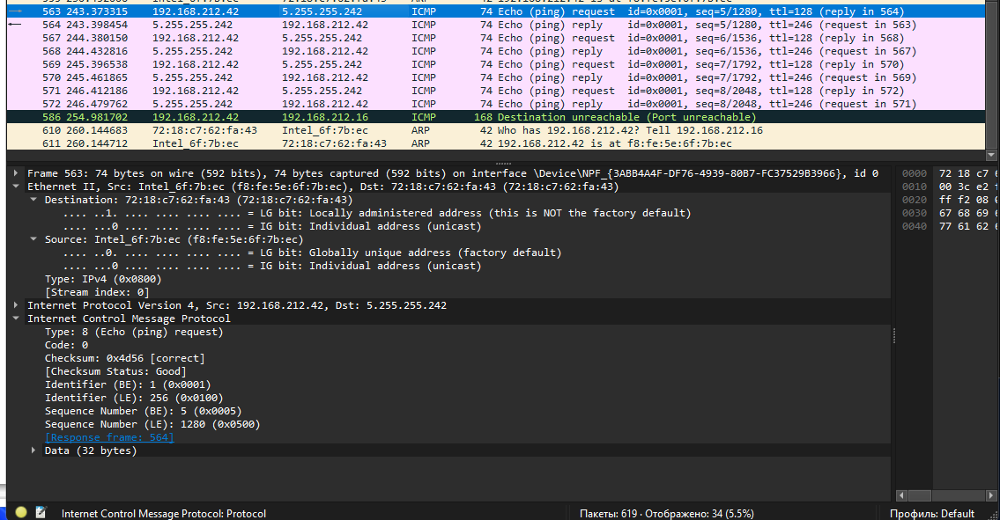 563 243.373315 192.168.212.42 5.255.255.242 ICMP 74 Echo (ping) request id=0x0001, seq=5/1280, ttl=128 (reply in 564)
564 243.398454 5.255.255.242 192.168.212.42 ICMP 74 Echo (ping) reply id=0x0001, seq=5/1280, ttl=246 (request in 563)
567 244.380150 192.168.212.42 5.255.255.242 ICMP 74 Echo (ping) request id=0x0001, seq=6/1536, ttl=128 (reply in 568)
568 244.432816 5.255.255.242 192.168.212.42 ICMP 74 Echo (ping) reply id=0x0001, seq=6/1536, ttl=246 (request in 567)
569 245.396538 192.168.212.42 5.255.255.242 ICMP 74 Echo (ping) request id=0x0001, seq=7/1792, ttl=128 (reply in 570)
570 245.461865 5.255.255.242 192.168.212.42 ICMP 74 Echo (ping) reply id=0x0001, seq=7/1792, ttl=246 (request in 569)
571 246.412163 192.168.212.42 5.255.255.242 ICMP 74 Echo (ping) request id=0x0001, seq=8/2048, ttl=128 (reply in 572)
572 246.479762 5.255.255.242 192.168.212.42 ICMP 74 Echo (ping) reply id=0x0001, seq=8/2048, ttl=246 (request in 571)
586 254.981702 192.168.212.42 192.168.212.16 ICMP 168 Destination unreachable (Port unreachable)
610 260.144683 72:18:c7:62:fa:43 Intel_6f:7b:ec ARP 42 Who has 192.168.212.42? Tell 192.168.212.16
611 260.144712 Intel_6f:7b:ec 72:18:c7:62:fa:43 ARP 42 192.168.212.42 is at f8:fe:5e:6f:7b:ec
Frame 563: 74 bytes on wire (592 bits), 74 bytes captured (592 bits) on interface \Device\NPF_{3ABB4A4F-DF76-4939-80B7-FC37529B3966}, id 0
Ethernet II, Src: Intel_6f:7b:ec (f8:fe:5e:6f:7b:ec), Dst: 72:18:c7:62:fa:43 (72:18:c7:62:fa:43)
Destination: 72:18:c7:62:fa:43 (72:18:c7:62:fa:43)
.... ..1. .... .... .... .... = LG bit: Locally administered address (this is NOT the factory default)
.... ...0 .... .... .... .... = IG bit: Individual address (unicast)
Source: Intel_6f:7b:ec (f8:fe:5e:6f:7b:ec)
.... ..0. .... .... .... .... = LG bit: Globally unique address (factory default)
.... ...0 .... .... .... .... = IG bit: Individual address (unicast)
Type: IPv4 (0x0800)
[Stream index: 0]
Internet Protocol Version 4, Src: 192.168.212.42, Dst: 5.255.255.242
Internet Control Message Protocol
Type: 8 (Echo (ping) request)
Code: 0
Checksum: 0x4d56 [correct]
[Checksum Status: Good]
Identifier (BE): 1 (0x0001)
Identifier (LE): 256 (0x0100)
Sequence Number (BE): 5 (0x0005)
Sequence Number (LE): 1280 (0x0500)
[Response frame: 564]
Data (32 bytes)
0000 72 18 c7
0010 00 3c e2
0020 ff f2 08
0030 67 68 69
0040 77 61 62
Internet Control Message Protocol: Protocol
Пакеты: 619 · Отображено: 34 (5.5%)
Профиль: Default